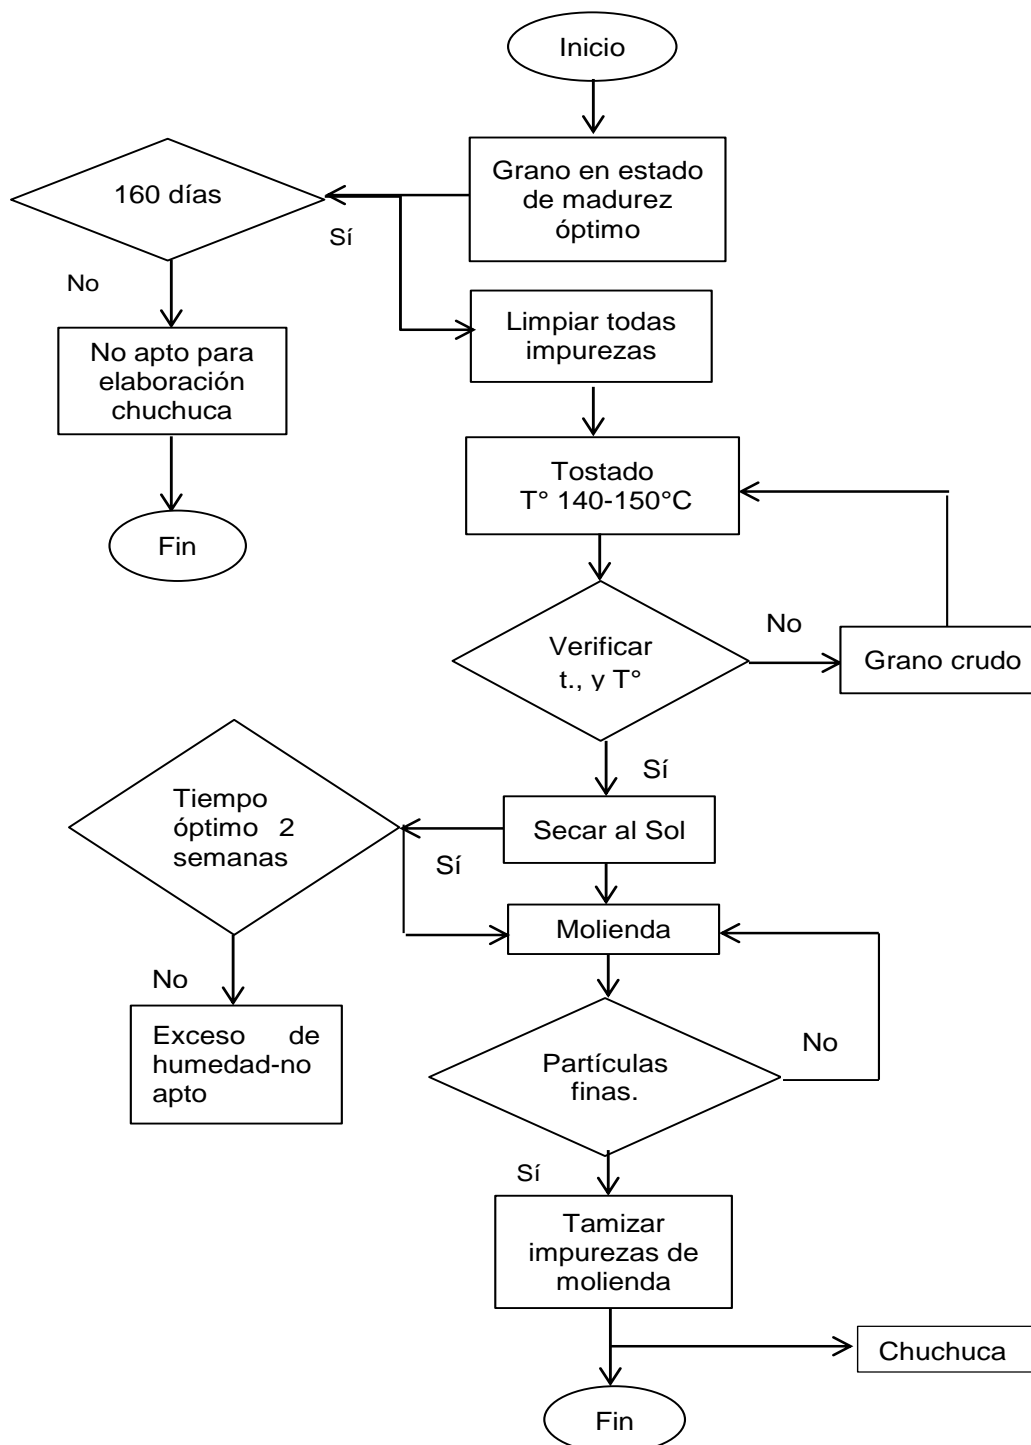 Inicio
Grano en estado
de madurez
óptimo
160 días
Sí
No
Limpiar todas
impurezas
No apto para
elaboración
chuchuca
Tostado
T° 140-150°C
Fin
Verificar
t., y T°
No
Grano crudo
Sí
Tiempo
óptimo 2
semanas
Secar al Sol
Sí
Molienda
No
Exceso de
humedad-no
apto
Partículas
finas.
No
Sí
Tamizar
impurezas de
molienda
Chuchuca
Fin